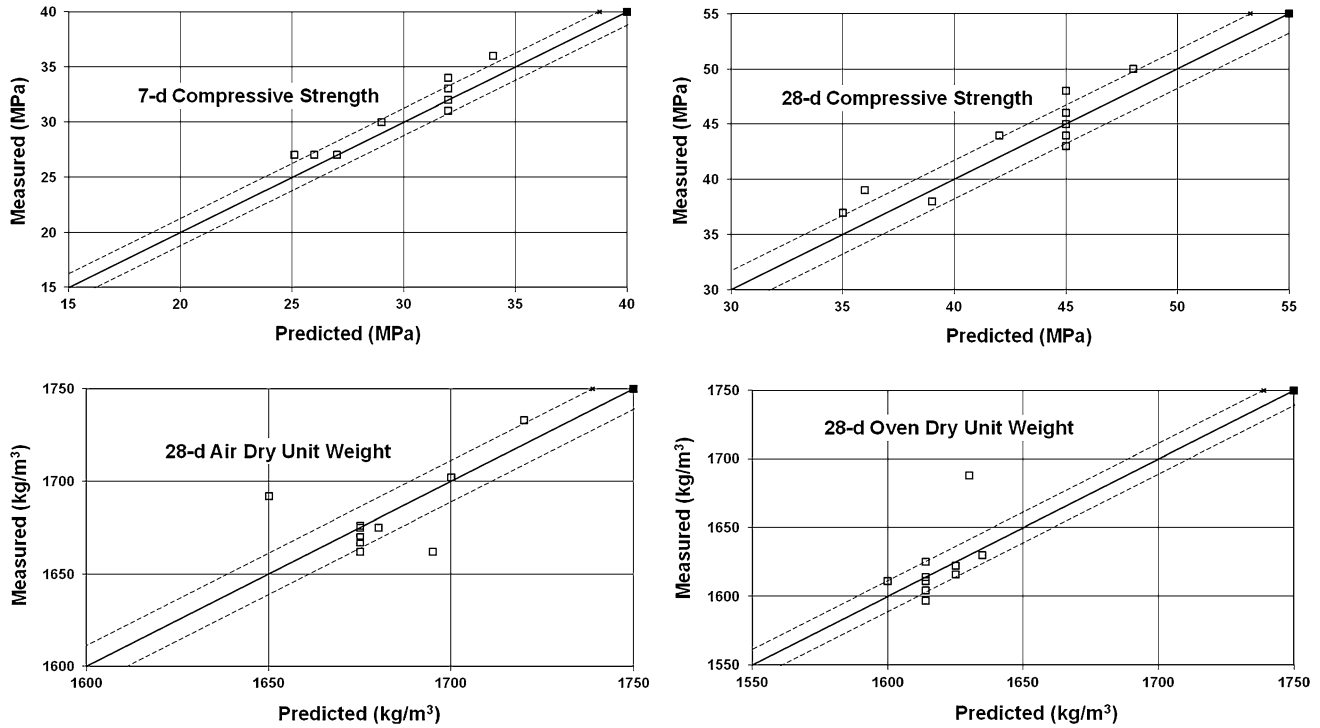 40
35
30
25
20
15
7-d Compressive Strength
Measured (MPa)
15 20 25 30 35 40
Predicted (MPa)
55
50
45
40
35
30
28-d Compressive Strength
Measured (MPa)
30 35 40 45 50 55
Predicted (MPa)
1750
1700
1650
1600
28-d Air Dry Unit Weight
Measured (kg/m³)
1600 1650 1700 1750
Predicted (kg/m³)
1750
1700
1650
1600
1550
28-d Oven Dry Unit Weight
Measured (kg/m³)
1550 1600 1650 1700 1750
Predicted (kg/m³)